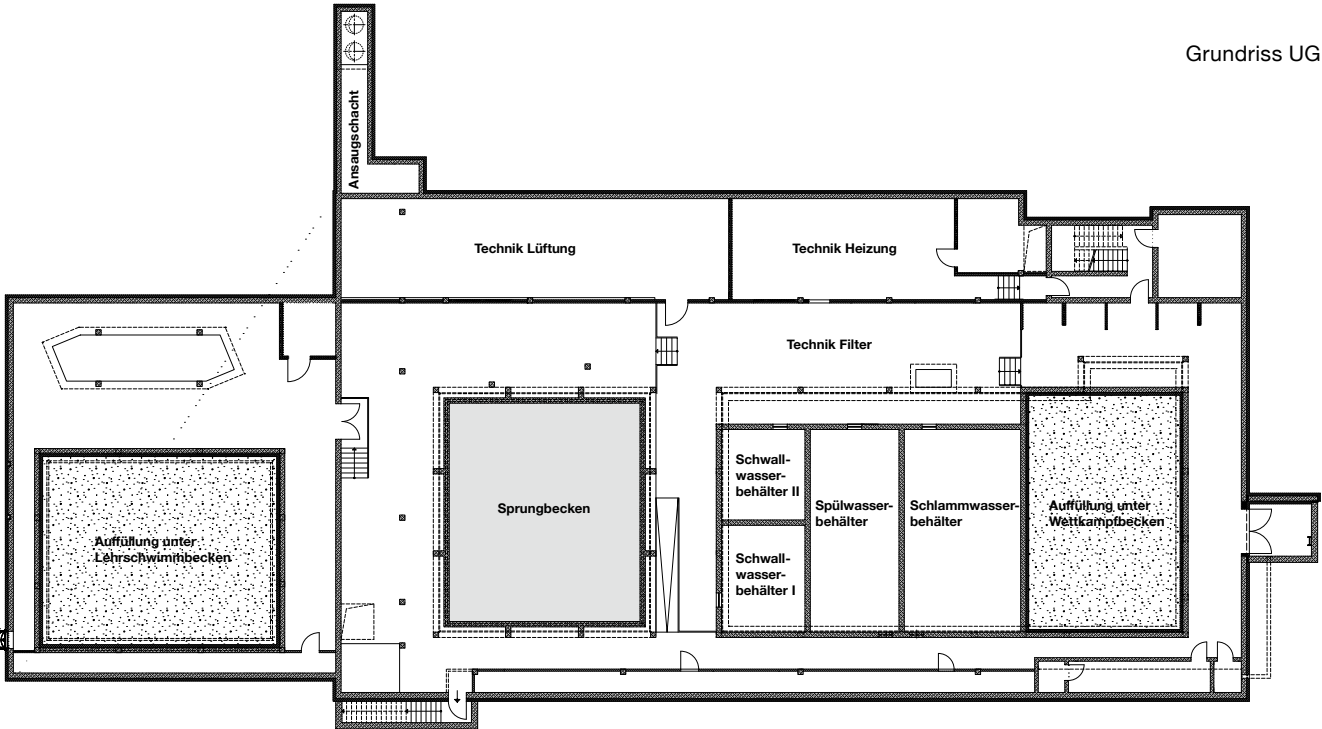 Grundriss UG
Ansaugschacht
Technik Lüftung
Technik Heizung
Technik Filter
Schwall-
wasser-
behälter II
Spülwasser-
behälter
Schlammwasser-
behälter
Schwall-
wasser-
behälter I
Sprungbecken
Auffüllung unter
Wettkampfbecken
Auffüllung unter
Lehrschwimmbecken